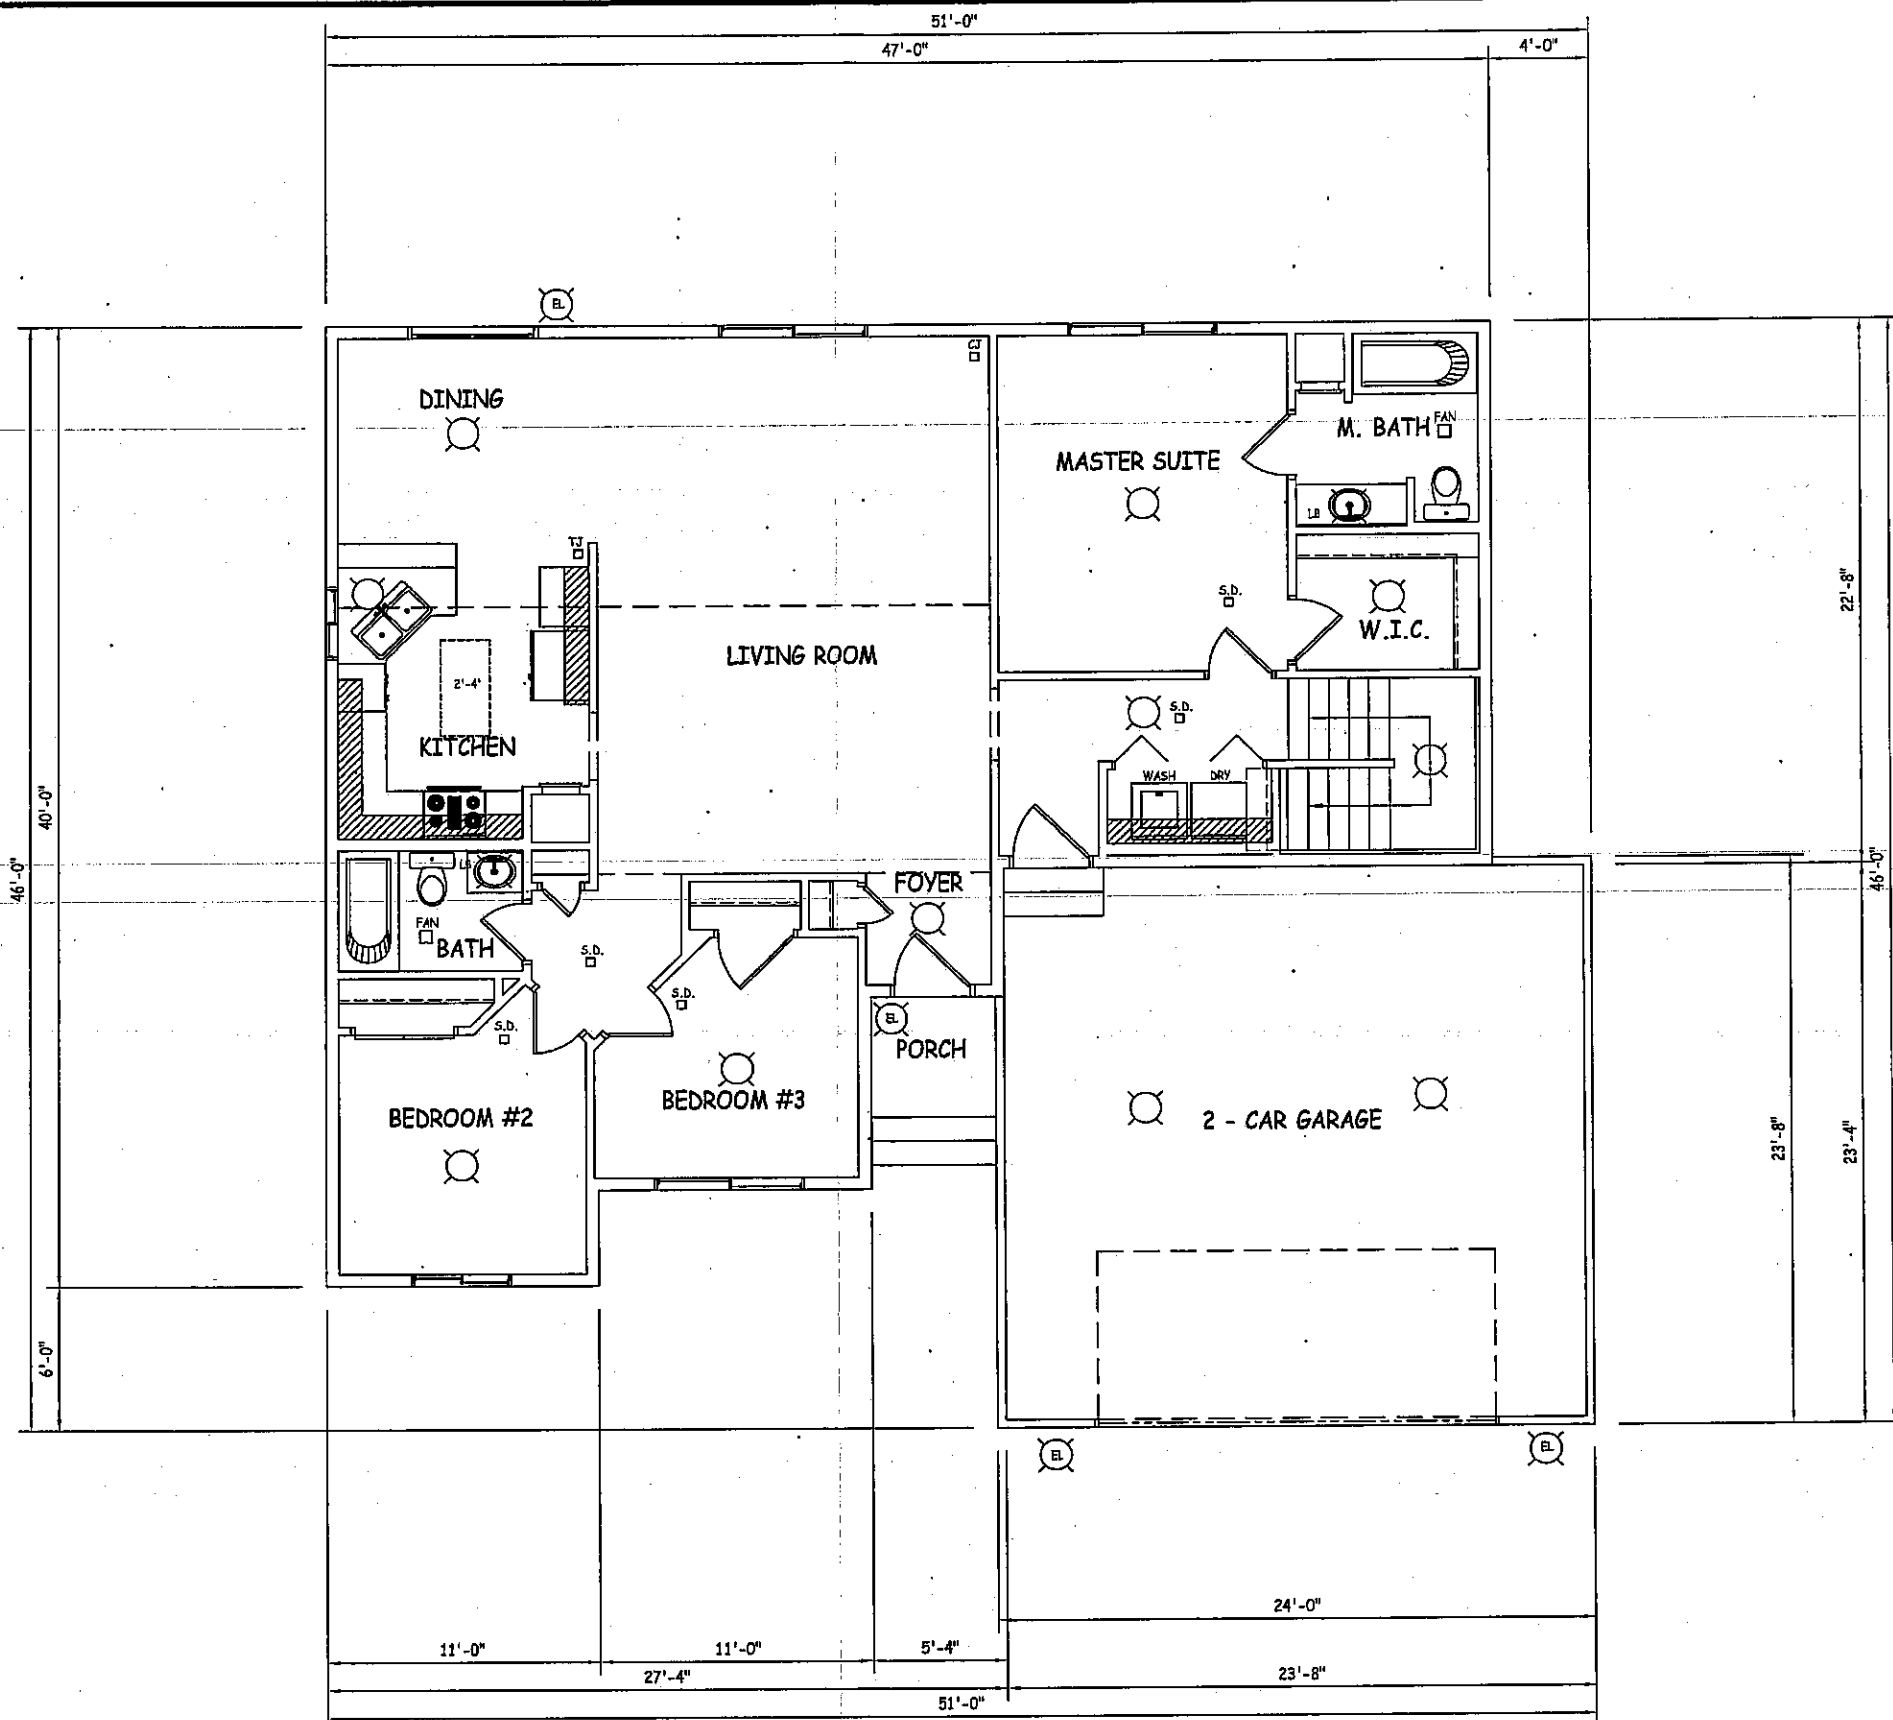 51'-0"
47'-0"
4'-0"
EL
CJ
DINING
FAN
M. BATH
MASTER SUITE
LB
TJ
S.D.
22'-8"
W.I.C.
LIVING ROOM
2'-4"
S.D.
KITCHEN
WASH
DRY
40'-0"
46'-0"
46'-0"
LB
FOYER
FAN
BATH
S.D.
S.D.
S.D.
EL
PORCH
BEDROOM #3
BEDROOM #2
2 - CAR GARAGE
23'-8"
23'-4"
6'-0"
EL
EL
24'-0"
11'-0"
11'-0"
5'-4"
27'-4"
23'-8"
51'-0"